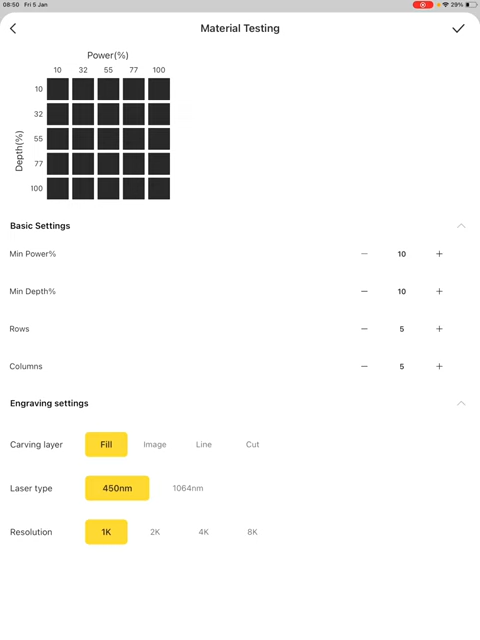 08:50 Fri 5 Jan 29%
Material Testing
Power(%)
10 32 55 77 100
Depth(%)
10
32
55
77
100
Basic Settings
Min Power% − 10 +
Min Depth% − 10 +
Rows − 5 +
Columns − 5 +
Engraving settings
Carving layer Fill Image Line Cut
Laser type 450nm 1064nm
Resolution 1K 2K 4K 8K